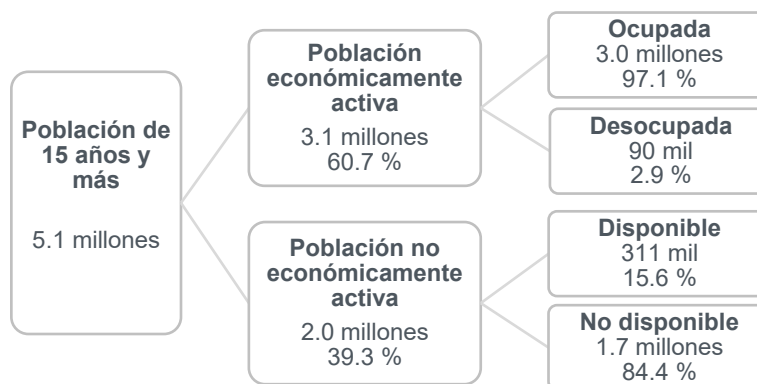 Población de
15 años y
más
5.1 millones
Población
económicamente
activa
3.1 millones
60.7 %
Población no
económicamente
activa
2.0 millones
39.3 %
Ocupada
3.0 millones
97.1 %
Desocupada
90 mil
2.9 %
Disponible
311 mil
15.6 %
No disponible
1.7 millones
84.4 %